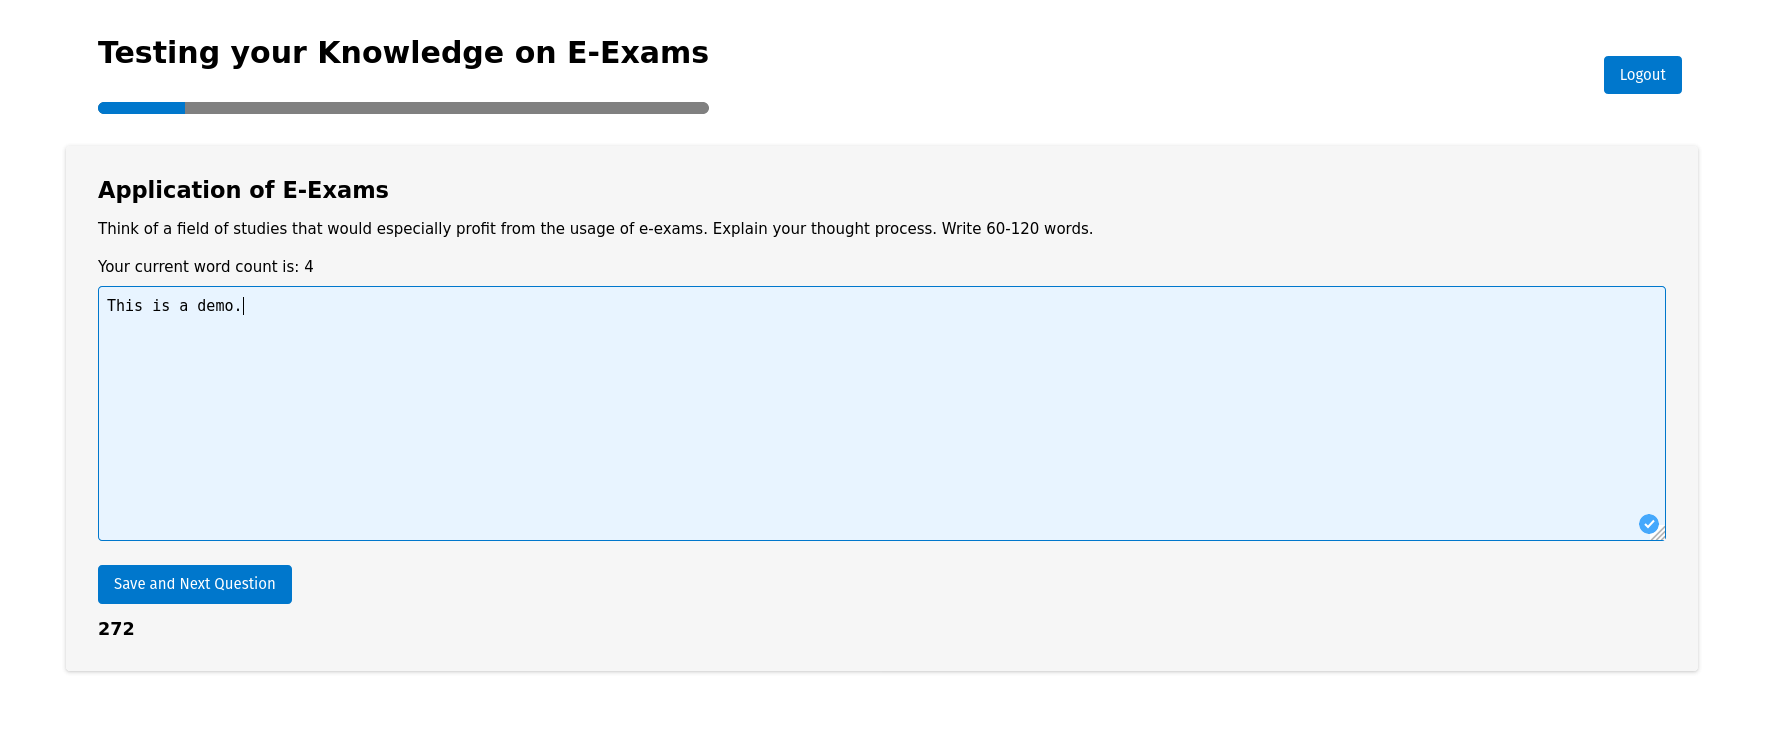 Testing your Knowledge on E-Exams
Logout
Application of E-Exams
Think of a field of studies that would especially profit from the usage of e-exams. Explain your thought process. Write 60-120 words.
Your current word count is: 4
This is a demo.
Save and Next Question
272